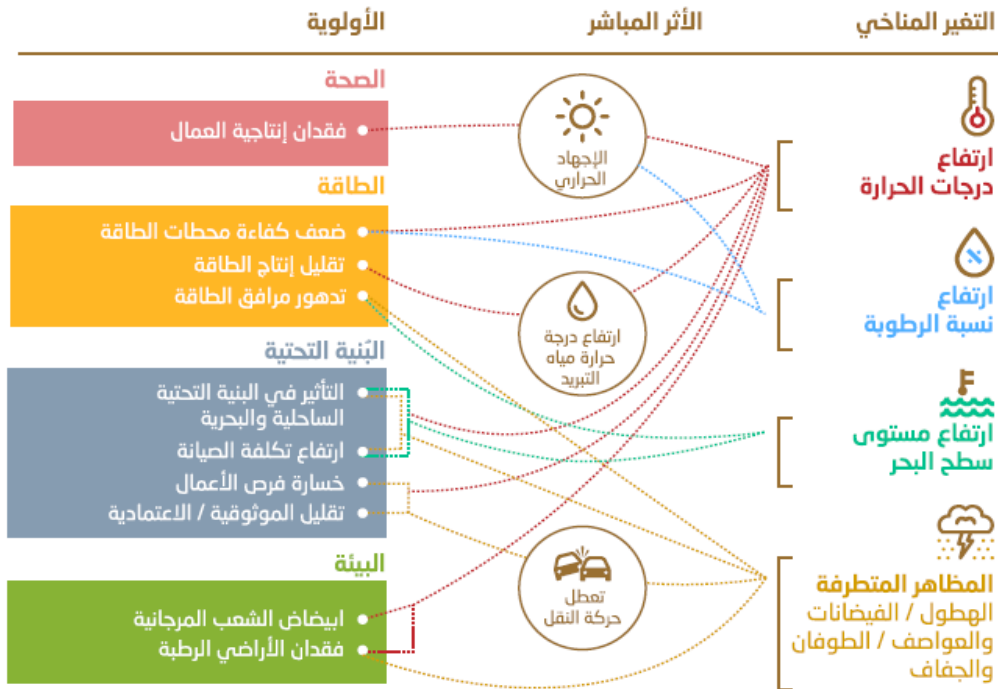 التغير المناخي
الأثر المباشر
الأولوية
ارتفاع
درجات الحرارة
ارتفاع
نسبة الرطوبة
ارتفاع مستوى
سطح البحر
المظاهر المتطرفة
الهطول / الفيضانات
والعواصف / الطوفان
والجفاف
الإجهاد
الحراري
ارتفاع درجة
حرارة مياه
التبريد
تعطل
حركة النقل
الصحة
فقدان إنتاجية العمال
الطاقة
ضعف كفاءة محطات الطاقة
تقليل إنتاج الطاقة
تدهور مرافق الطاقة
البُنية التحتية
التأثير في البنية التحتية
الساحلية والبحرية
ارتفاع تكلفة الصيانة
خسارة فرص الأعمال
تقليل الموثوقية / الاعتمادية
البيئة
ابيضاض الشعب المرجانية
فقدان الأراضي الرطبة